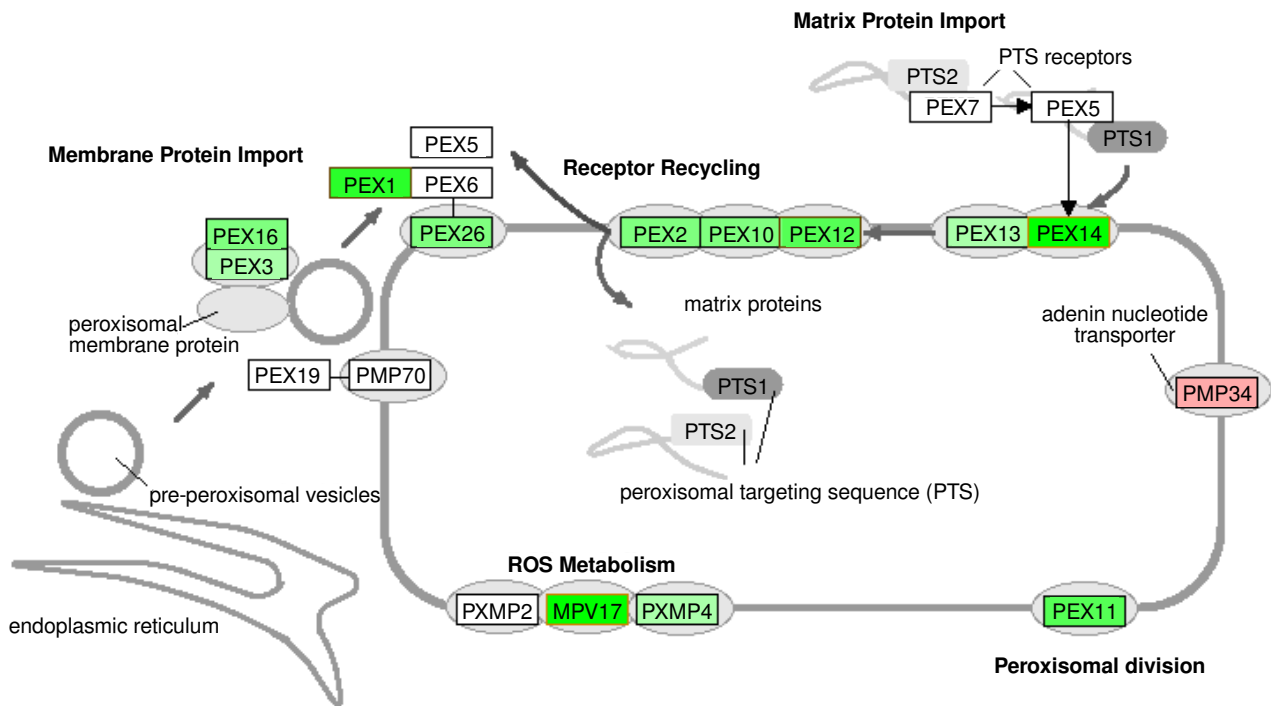 Matrix Protein Import
PTS receptors
PTS2
PEX7
PEX5
PTS1
PEX5
Membrane Protein Import
Receptor Recycling
PEX1
PEX6
PEX16
PEX3
PEX26
PEX2
PEX10
PEX12
PEX13
PEX14
matrix proteins
peroxisomal
membrane protein
adenin nucleotide
transporter
PEX19
PMP70
PTS1
PMP34
PTS2
pre-peroxisomal vesicles
peroxisomal targeting sequence (PTS)
ROS Metabolism
PXMP2
MPV17
PXMP4
PEX11
endoplasmic reticulum
Peroxisomal division